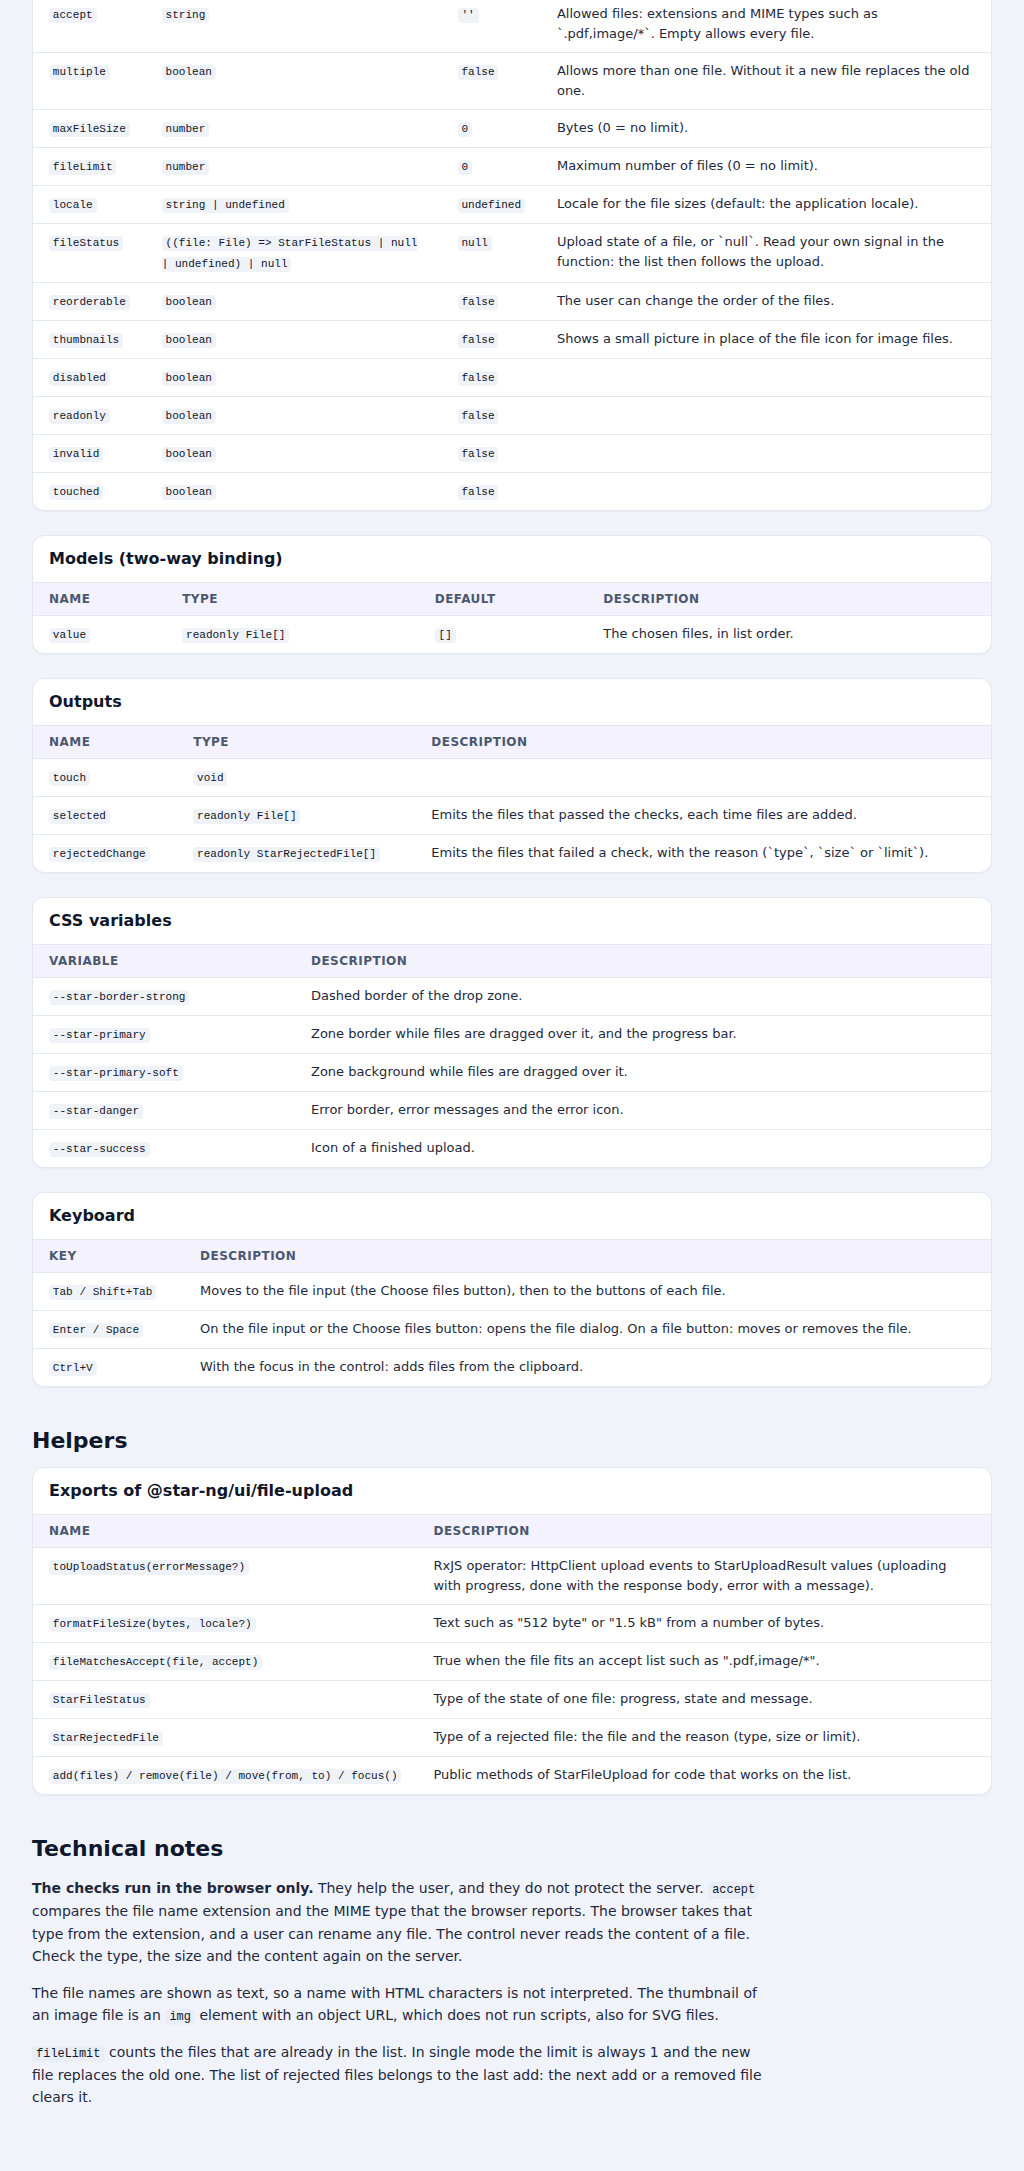 accept string '' Allowed files: extensions and MIME types such as
`.pdf,image/*`. Empty allows every file.
multiple boolean false Allows more than one file. Without it a new file replaces the old
one.
maxFileSize number 0 Bytes (0 = no limit).
fileLimit number 0 Maximum number of files (0 = no limit).
locale string | undefined undefined Locale for the file sizes (default: the application locale).
fileStatus ((file: File) => StarFileStatus | null null Upload state of a file, or `null`. Read your own signal in the
| undefined) | null function: the list then follows the upload.
reorderable boolean false The user can change the order of the files.
thumbnails boolean false Shows a small picture in place of the file icon for image files.
disabled boolean false
readonly boolean false
invalid boolean false
touched boolean false
Models (two-way binding)
NAME TYPE DEFAULT DESCRIPTION
value readonly File[] [] The chosen files, in list order.
Outputs
NAME TYPE DESCRIPTION
touch void
selected readonly File[] Emits the files that passed the checks, each time files are added.
rejectedChange readonly StarRejectedFile[] Emits the files that failed a check, with the reason (`type`, `size` or `limit`).
CSS variables
VARIABLE DESCRIPTION
--star-border-strong Dashed border of the drop zone.
--star-primary Zone border while files are dragged over it, and the progress bar.
--star-primary-soft Zone background while files are dragged over it.
--star-danger Error border, error messages and the error icon.
--star-success Icon of a finished upload.
Keyboard
KEY DESCRIPTION
Tab / Shift+Tab Moves to the file input (the Choose files button), then to the buttons of each file.
Enter / Space On the file input or the Choose files button: opens the file dialog. On a file button: moves or removes the file.
Ctrl+V With the focus in the control: adds files from the clipboard.
Helpers
Exports of @star-ng/ui/file-upload
NAME DESCRIPTION
toUploadStatus(errorMessage?) RxJS operator: HttpClient upload events to StarUploadResult values (uploading
with progress, done with the response body, error with a message).
formatFileSize(bytes, locale?) Text such as "512 byte" or "1.5 kB" from a number of bytes.
fileMatchesAccept(file, accept) True when the file fits an accept list such as ".pdf,image/*".
StarFileStatus Type of the state of one file: progress, state and message.
StarRejectedFile Type of a rejected file: the file and the reason (type, size or limit).
add(files) / remove(file) / move(from, to) / focus() Public methods of StarFileUpload for code that works on the list.
Technical notes
The checks run in the browser only. They help the user, and they do not protect the server. accept
compares the file name extension and the MIME type that the browser reports. The browser takes that
type from the extension, and a user can rename any file. The control never reads the content of a file.
Check the type, the size and the content again on the server.
The file names are shown as text, so a name with HTML characters is not interpreted. The thumbnail of
an image file is an img element with an object URL, which does not run scripts, also for SVG files.
fileLimit counts the files that are already in the list. In single mode the limit is always 1 and the new
file replaces the old one. The list of rejected files belongs to the last add: the next add or a removed file
clears it.